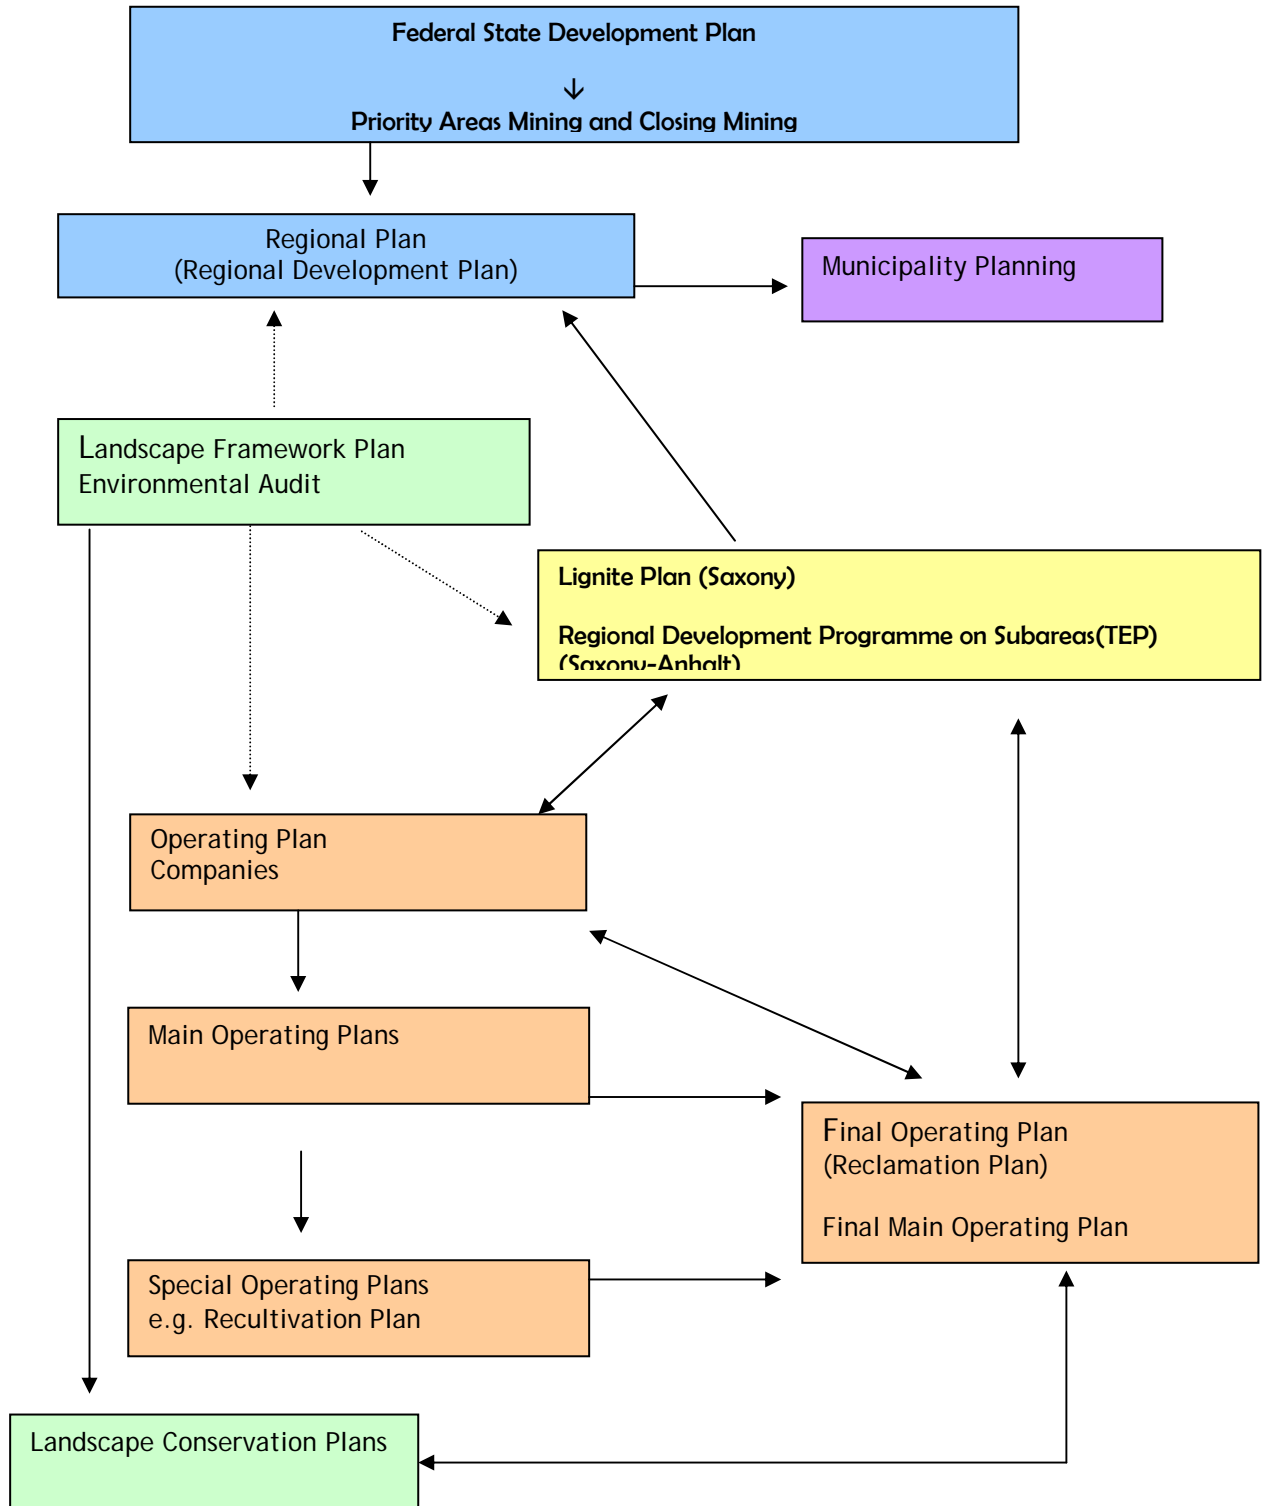 Federal State Development Plan
↓
Priority Areas Mining and Closing Mining
Regional Plan
(Regional Development Plan)
Municipality Planning
Landscape Framework Plan
Environmental Audit
Lignite Plan (Saxony)
Regional Development Programme on Subareas(TEP)
(Saxony-Anhalt)
Operating Plan
Companies
Main Operating Plans
Final Operating Plan
(Reclamation Plan)
Final Main Operating Plan
Special Operating Plans
e.g. Recultivation Plan
Landscape Conservation Plans